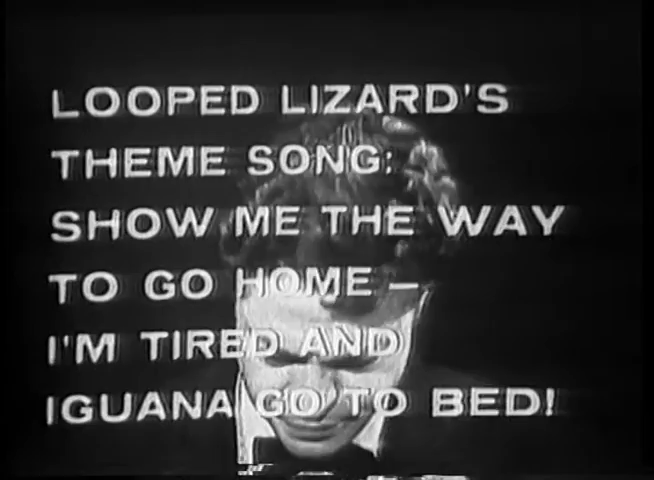 LOOPED LIZARD'S
THEME SONG:
SHOW ME THE WAY
TO GO HOME –
I'M TIRED AND
IGUANA GO TO BED!